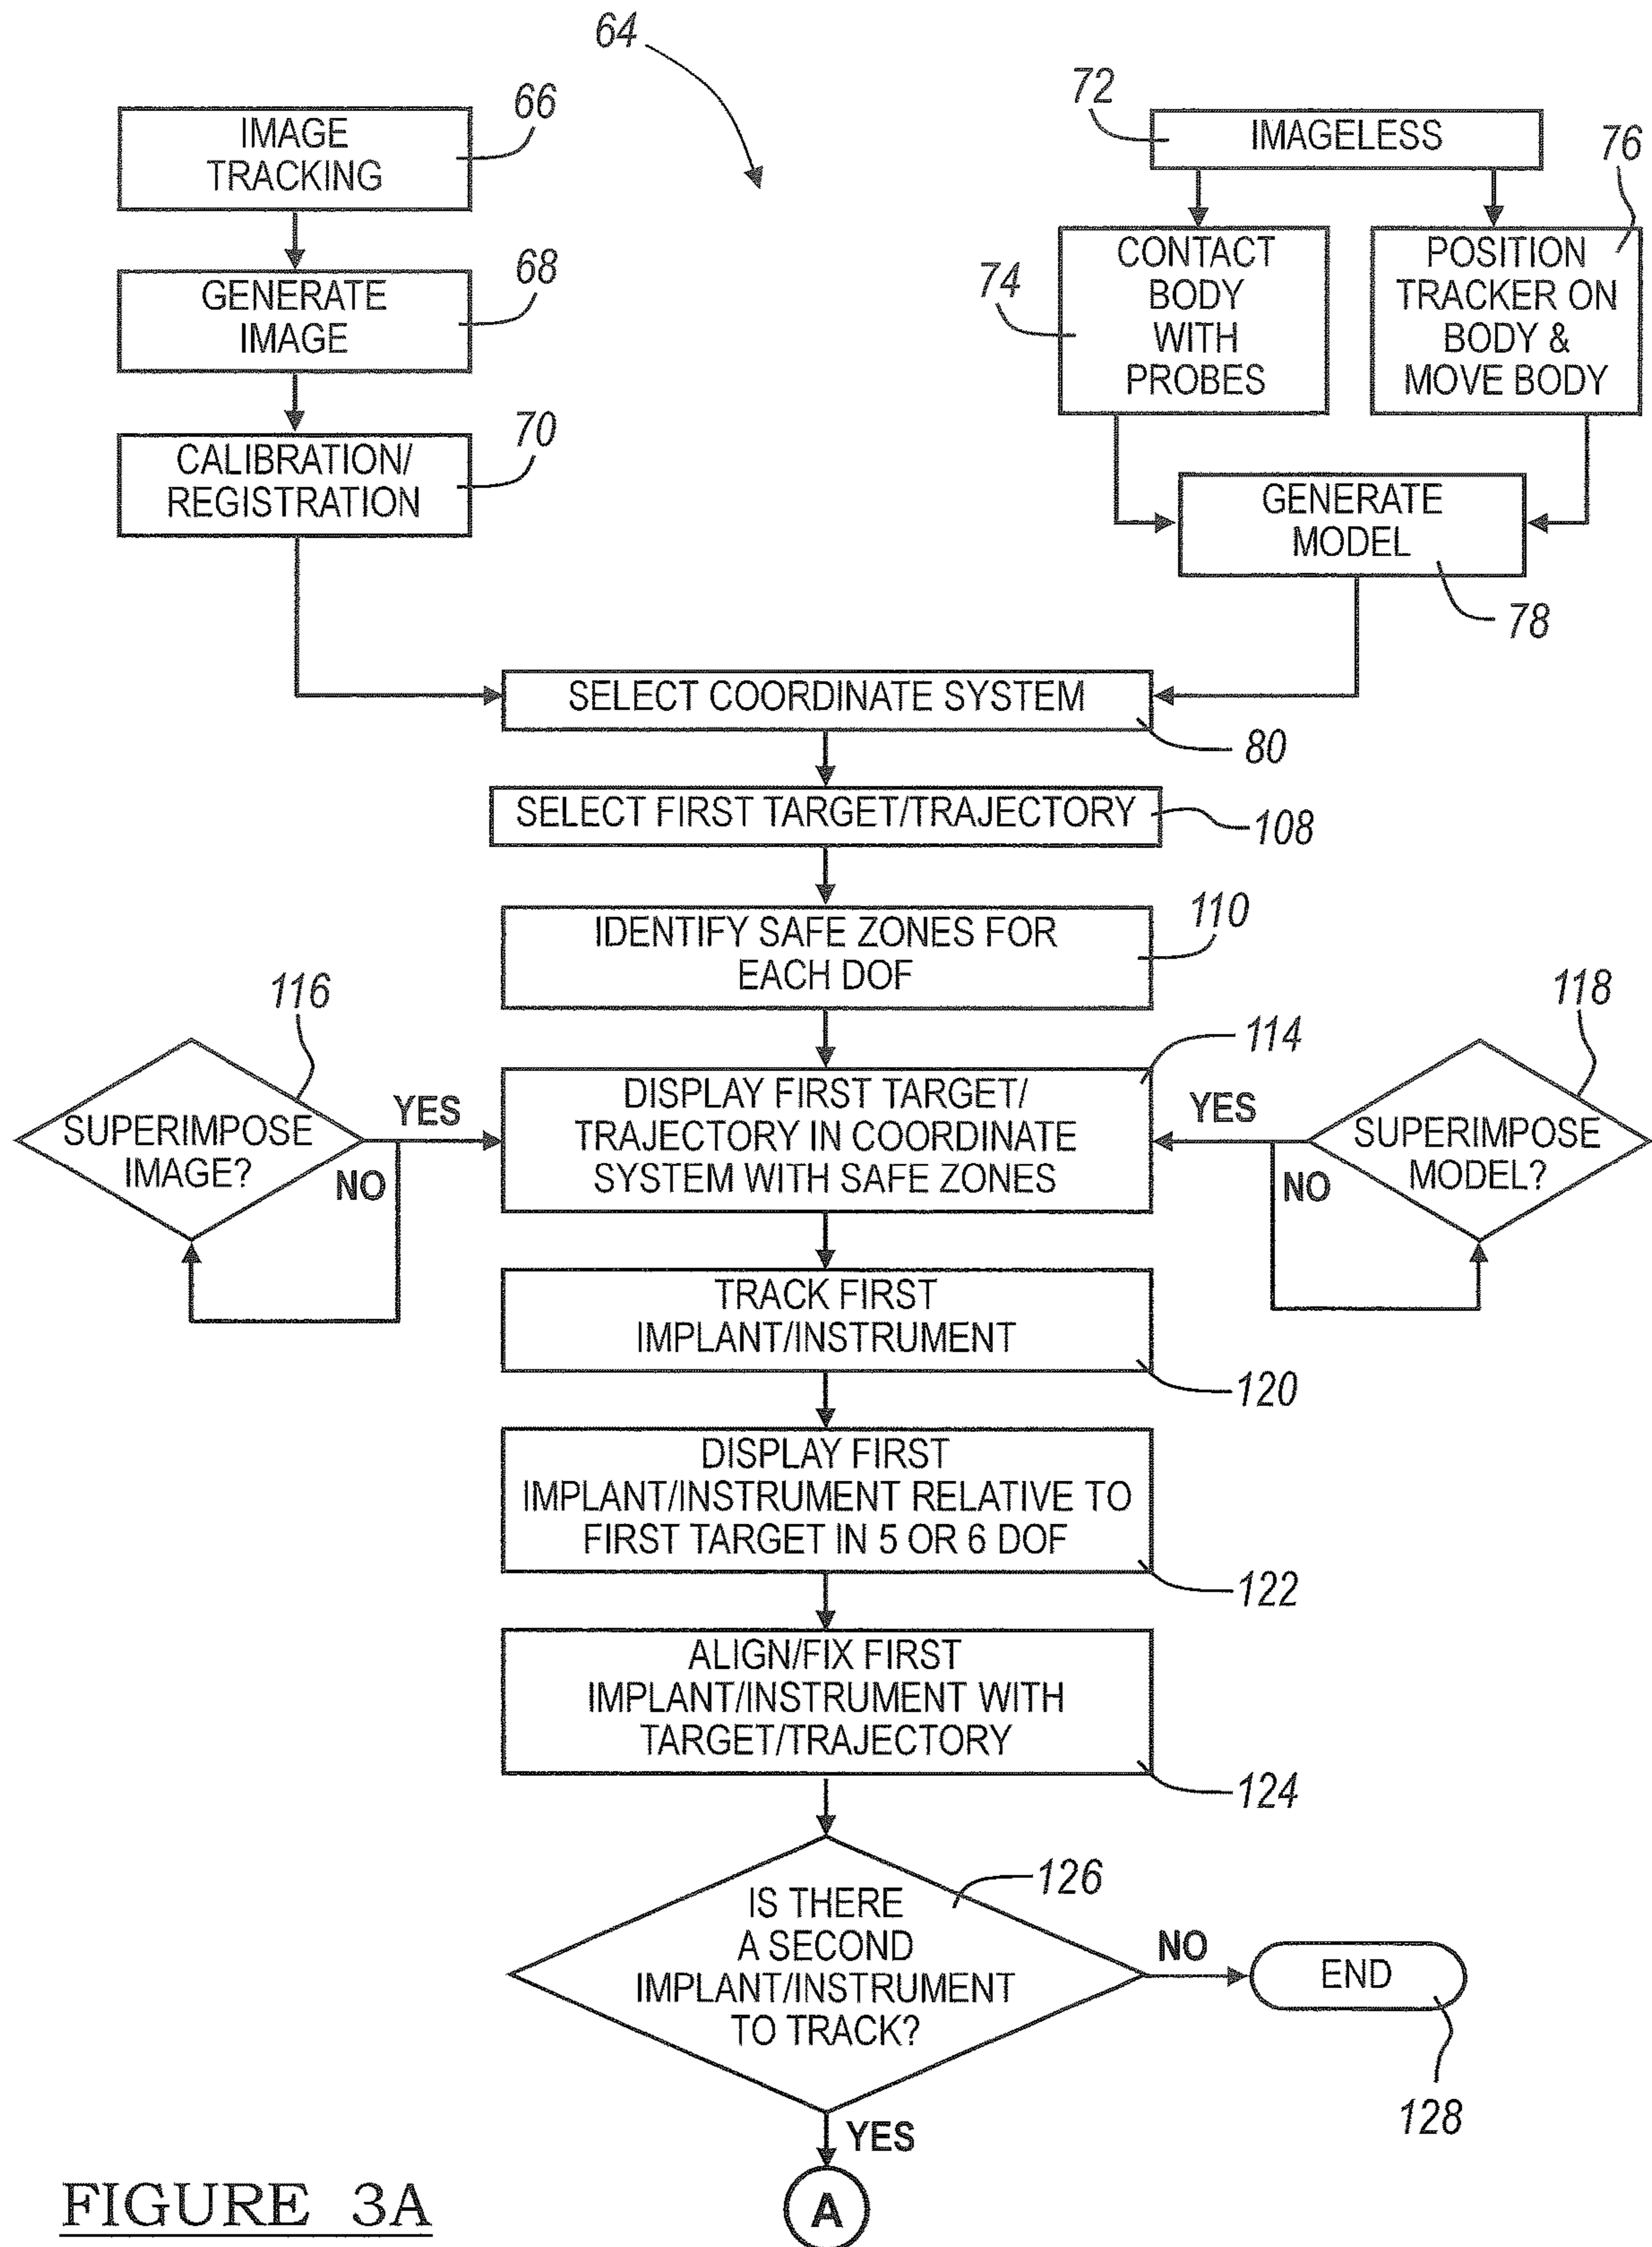 64
66
IMAGE
TRACKING
68
GENERATE
IMAGE
70
CALIBRATION/
REGISTRATION
72
IMAGELESS
74
CONTACT
BODY
WITH
PROBES
76
POSITION
TRACKER ON
BODY &
MOVE BODY
GENERATE
MODEL
78
SELECT COORDINATE SYSTEM
80
SELECT FIRST TARGET/TRAJECTORY
108
IDENTIFY SAFE ZONES FOR
EACH DOF
110
116
SUPERIMPOSE
IMAGE?
YES
NO
114
DISPLAY FIRST TARGET/
TRAJECTORY IN COORDINATE
SYSTEM WITH SAFE ZONES
118
SUPERIMPOSE
MODEL?
YES
NO
TRACK FIRST
IMPLANT/INSTRUMENT
120
DISPLAY FIRST
IMPLANT/INSTRUMENT RELATIVE TO
FIRST TARGET IN 5 OR 6 DOF
122
ALIGN/FIX FIRST
IMPLANT/INSTRUMENT WITH
TARGET/TRAJECTORY
124
126
IS THERE
A SECOND
IMPLANT/INSTRUMENT
TO TRACK?
NO
END
128
YES
A
FIGURE 3A